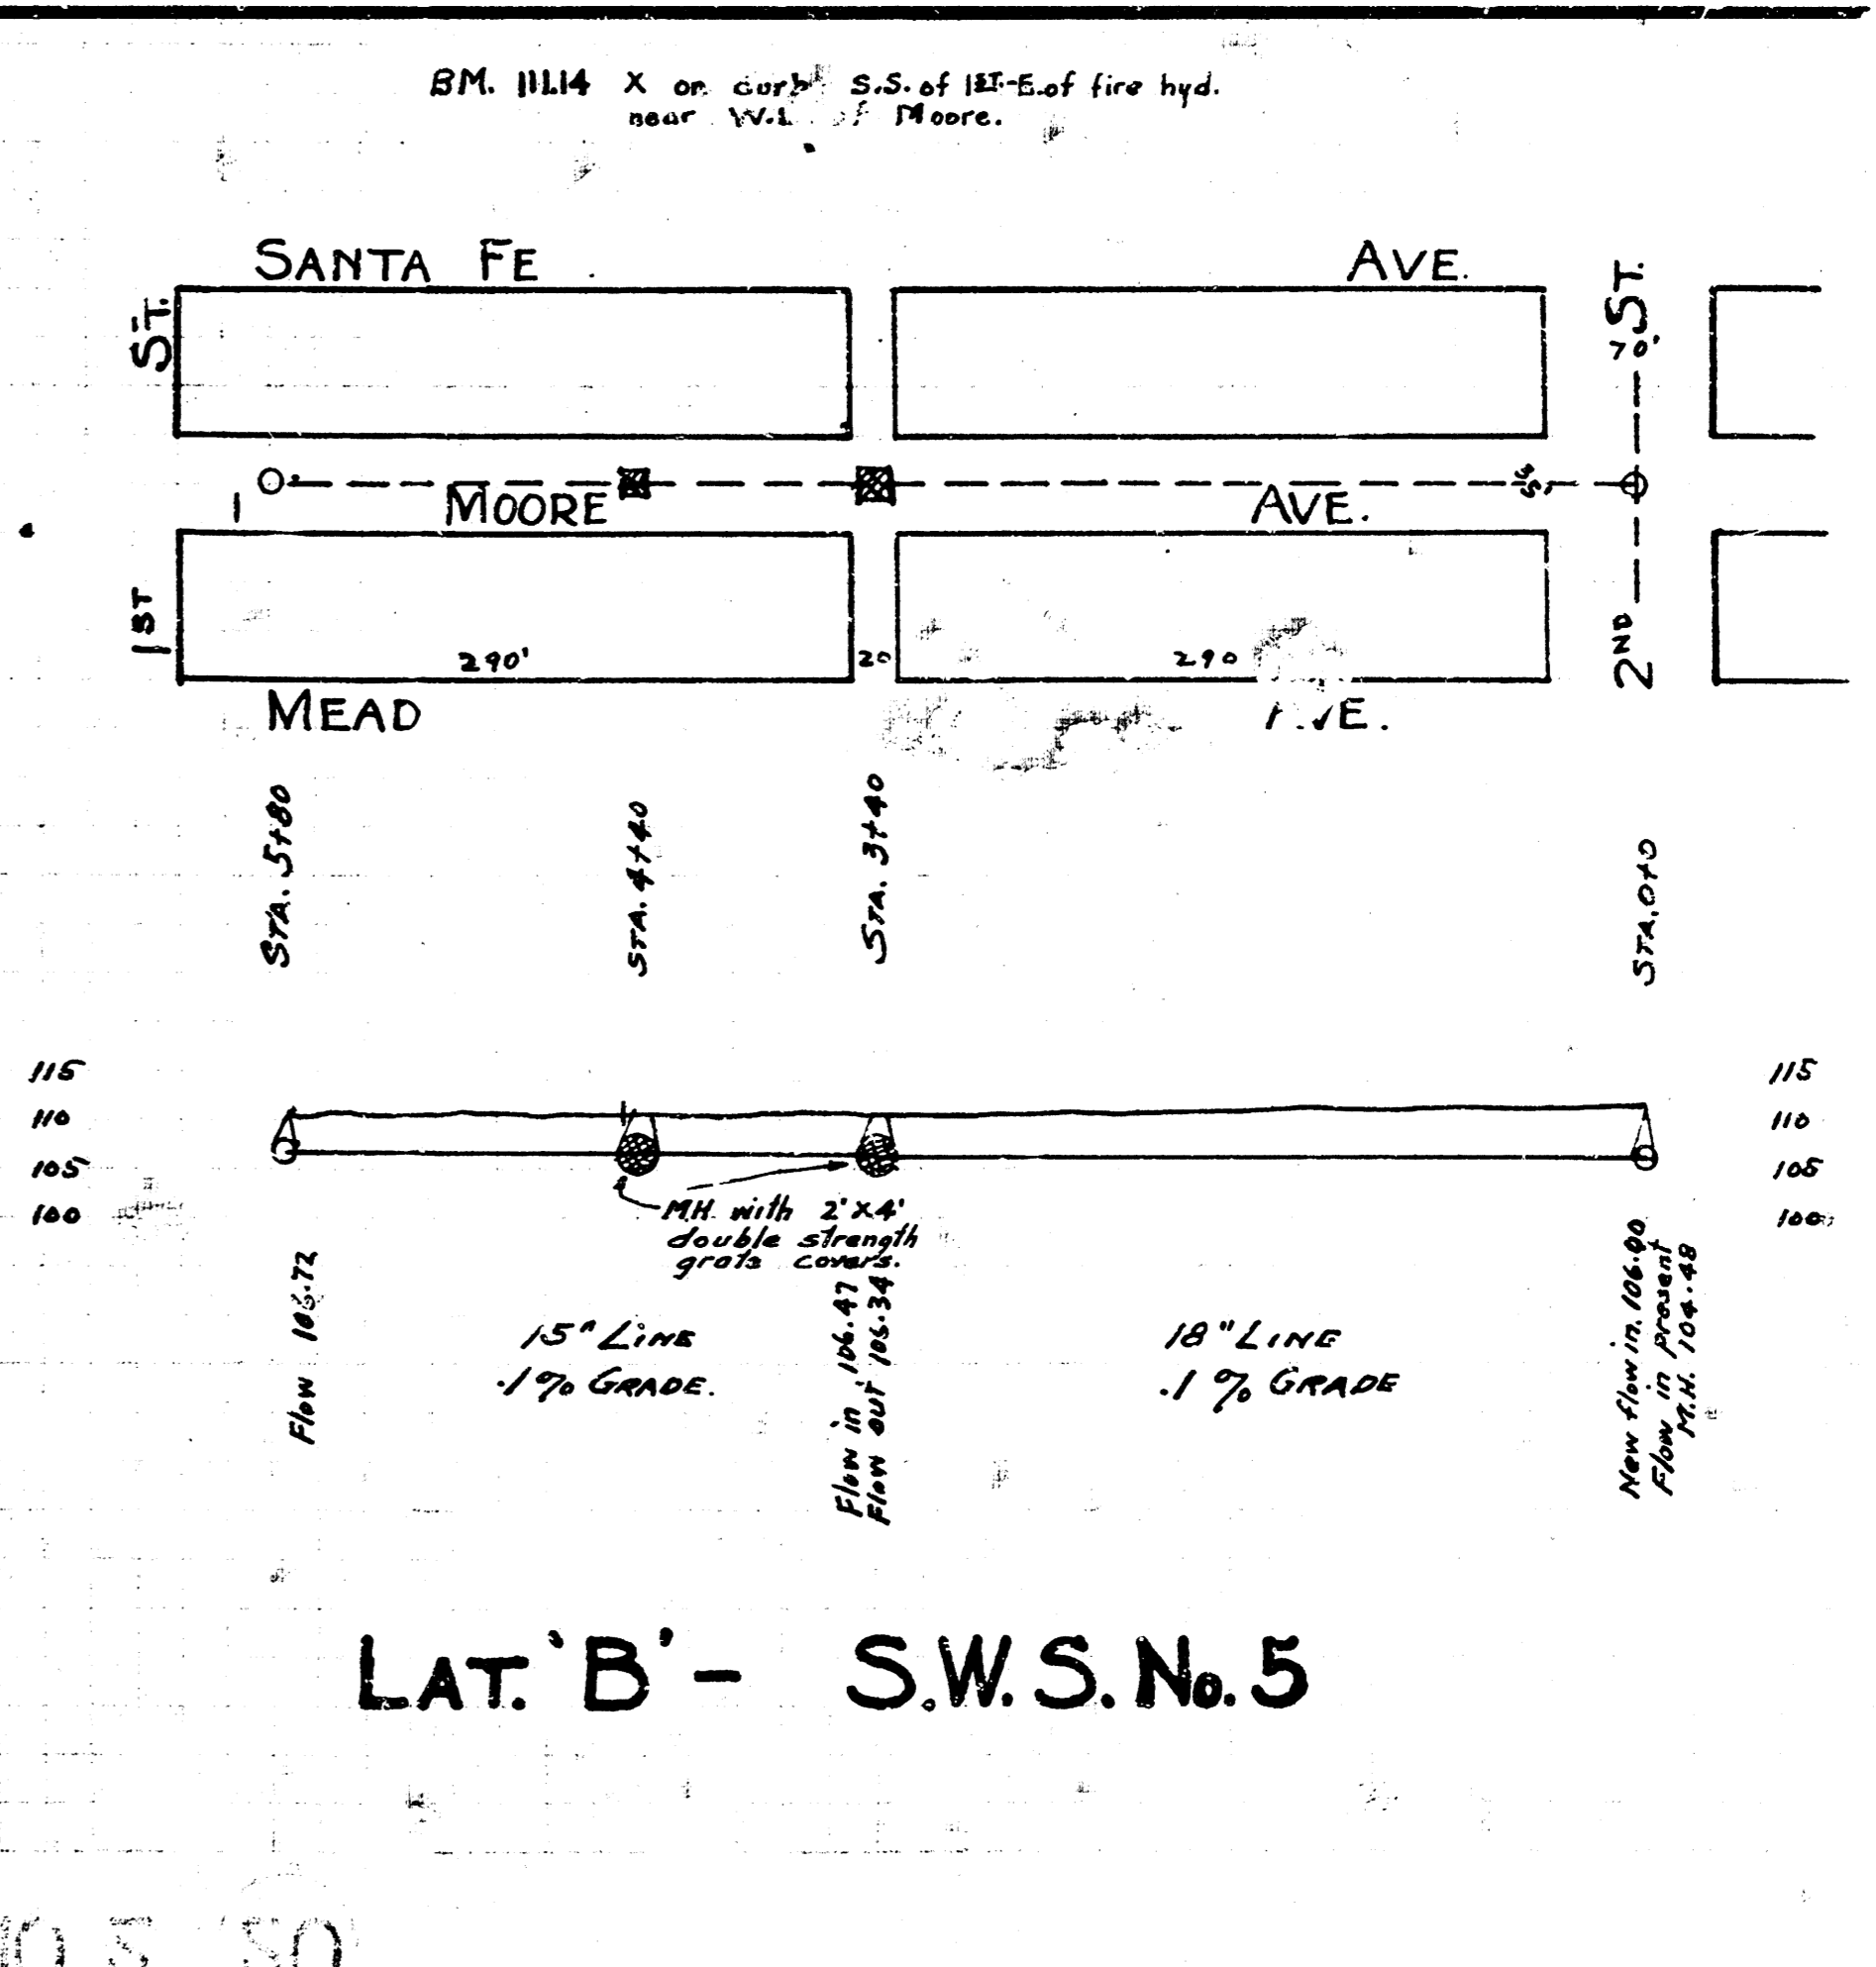 BM. 111.14 X on curb S.S. of 1ST.-E. of fire hyd.
near W.L. of Moore.
SANTA FE AVE.
ST.
ST.
70'
MOORE AVE.
1ST
2ND
290'
20
290
MEAD AVE.
STA. 5+80
STA. 4+40
STA. 3+40
STA. 0+0
115
110
105
100
115
110
105
100
M.H. with 2'X4'
double strength
grate covers.
Flow 106.72
15" LINE
.1% GRADE.
Flow in 106.47
Flow out 106.34
18" LINE
.1% GRADE
New flow in. 106.00
Flow in present
M.H. 104.48
LAT. 'B' - S.W.S. No. 5